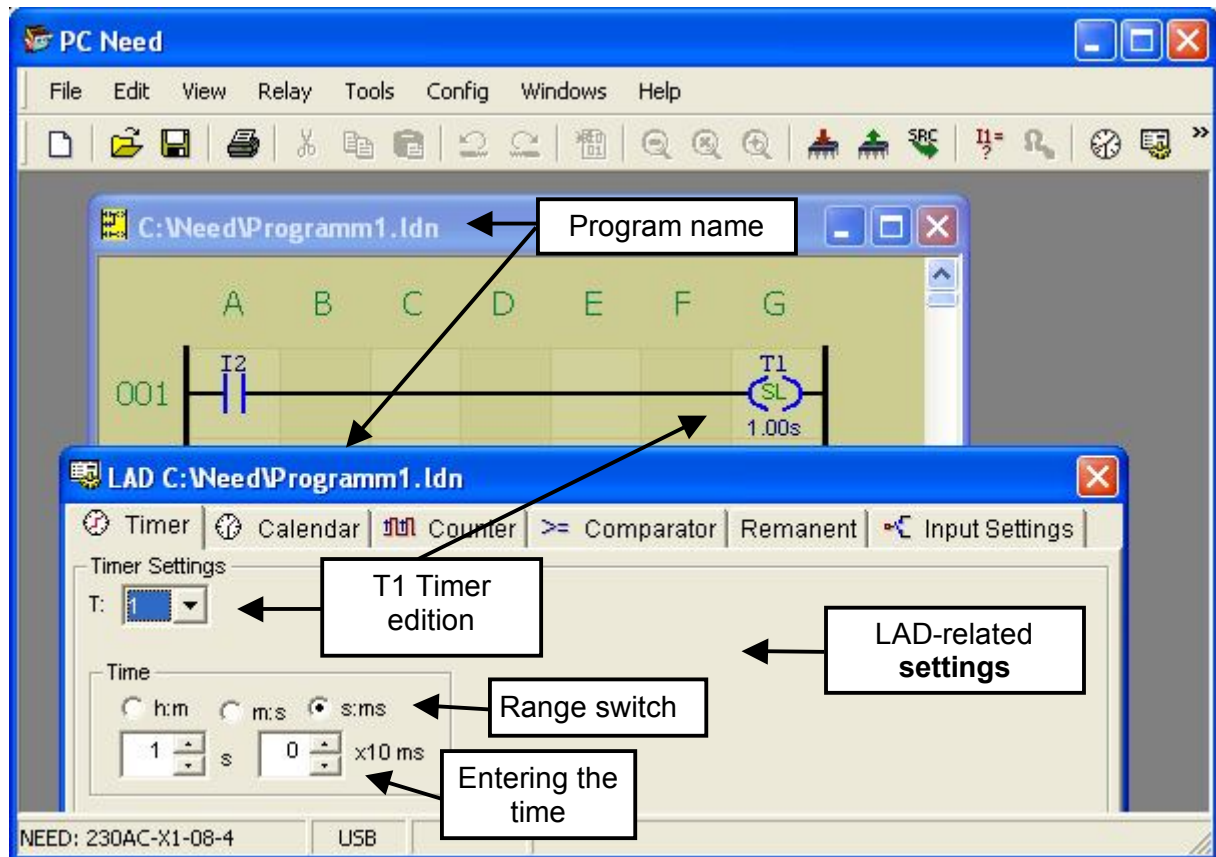 PC Need
File Edit View Relay Tools Config Windows Help
SRC I1= ? »
C:\Need\Programm1.ldn
Program name
A B C D E F G
I2 T1
001 SL
1.00s
LAD C:\Need\Programm1.ldn
Timer Calendar Counter >= Comparator Remanent Input Settings
Timer Settings
T: 1
T1 Timer
edition
LAD-related
settings
Time
h:m m:s s:ms
Range switch
1 s 0 x10 ms
Entering the
time
NEED: 230AC-X1-08-4 USB